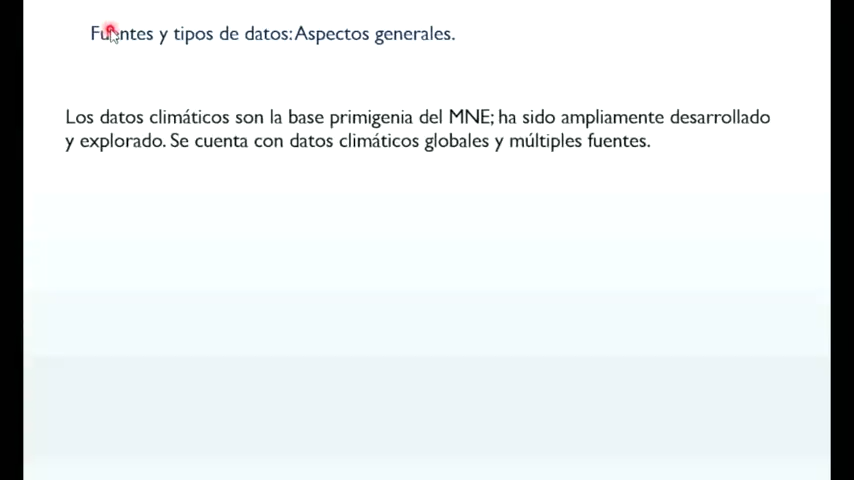 Fuentes y tipos de datos: Aspectos generales.
Los datos climáticos son la base primigenia del MNE; ha sido ampliamente desarrollado
y explorado. Se cuenta con datos climáticos globales y múltiples fuentes.